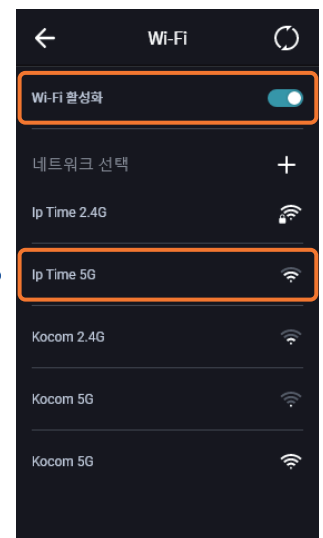 Wi-Fi
Wi-Fi 활성화
네트워크 선택
Ip Time 2.4G
Ip Time 5G
Kocom 2.4G
Kocom 5G
Kocom 5G